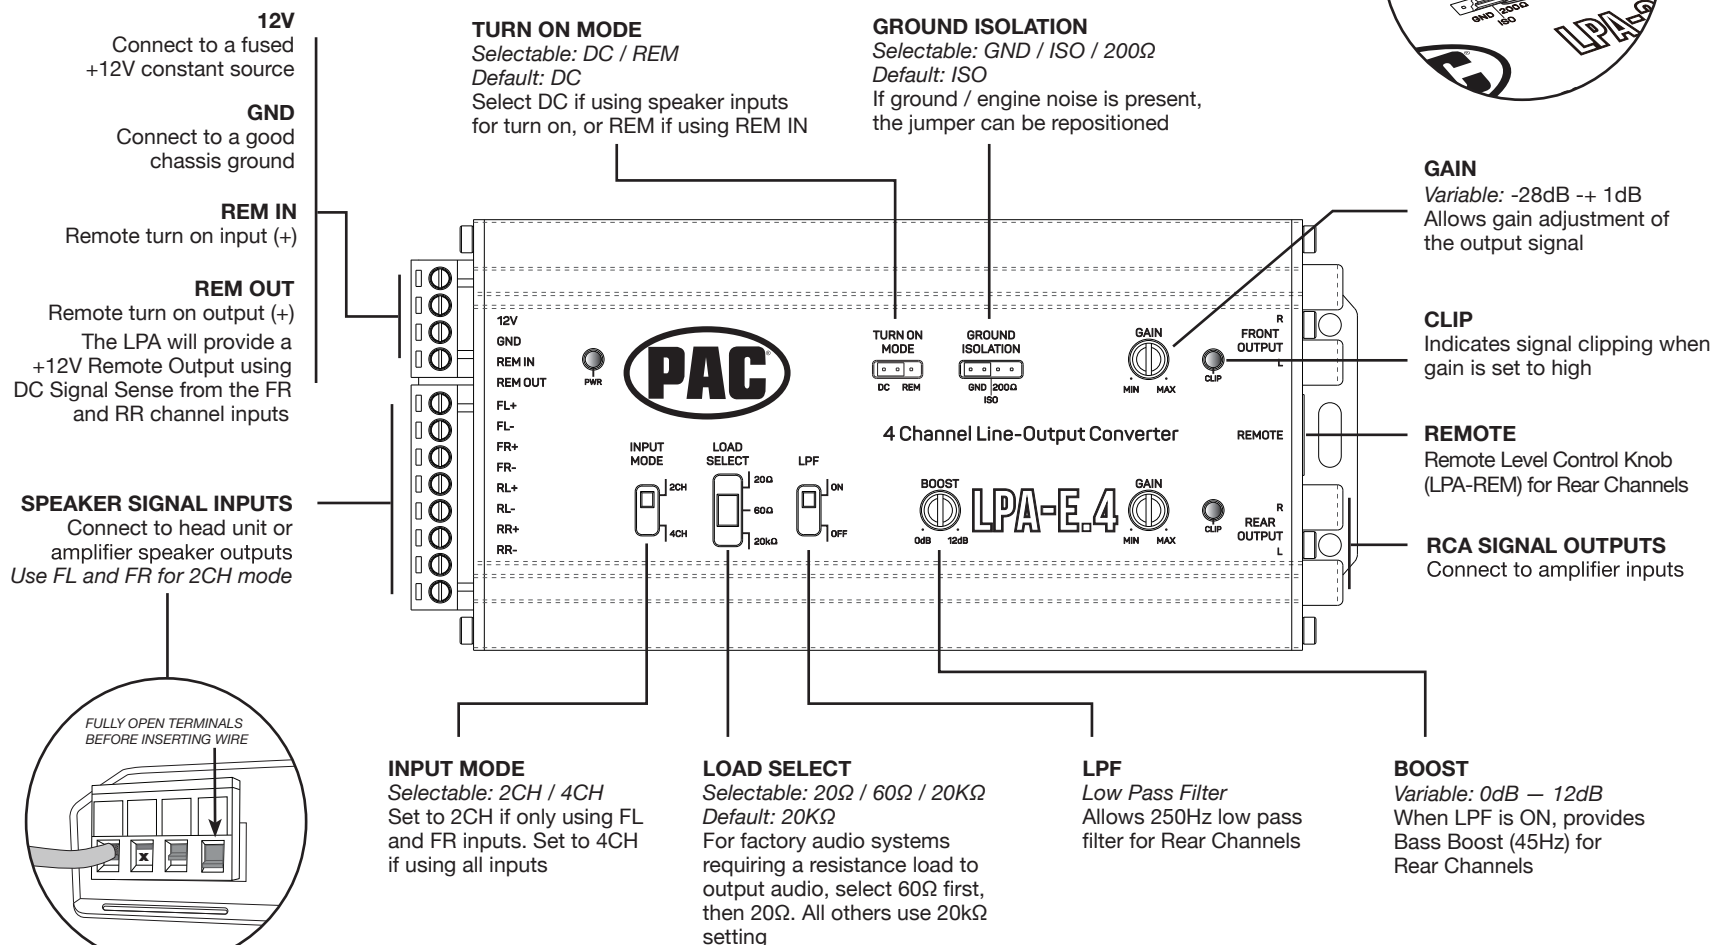 12V
Connect to a fused
+12V constant source
GND
Connect to a good
chassis ground
REM IN
Remote turn on input (+)
REM OUT
Remote turn on output (+)
The LPA will provide a
+12V Remote Output using
DC Signal Sense from the FR
and RR channel inputs
SPEAKER SIGNAL INPUTS
Connect to head unit or
amplifier speaker outputs
Use FL and FR for 2CH mode
FULLY OPEN TERMINALS
BEFORE INSERTING WIRE
x
TURN ON MODE
Selectable: DC / REM
Default: DC
Select DC if using speaker inputs
for turn on, or REM if using REM IN
GROUND ISOLATION
Selectable: GND / ISO / 200Ω
Default: ISO
If ground / engine noise is present,
the jumper can be repositioned
GND 200Ω
ISO
GAIN
Variable: -28dB -+ 1dB
Allows gain adjustment of
the output signal
CLIP
Indicates signal clipping when
gain is set to high
REMOTE
Remote Level Control Knob
(LPA-REM) for Rear Channels
RCA SIGNAL OUTPUTS
Connect to amplifier inputs
12V
GND
REM IN
REM OUT
FL+
FL-
FR+
FR-
RL+
RL-
RR+
RR-
PWR
PAC®
TURN ON
MODE
DC REM
GROUND
ISOLATION
GND 200Ω
ISO
GAIN
MIN MAX
CLIP
R
FRONT
OUTPUT
L
4 Channel Line-Output Converter
REMOTE
INPUT
MODE
2CH
4CH
LOAD
SELECT
20Ω
60Ω
20kΩ
LPF
ON
OFF
BOOST
0dB 12dB
LPA-E.4
GAIN
MIN MAX
CLIP
R
REAR
OUTPUT
L
INPUT MODE
Selectable: 2CH / 4CH
Set to 2CH if only using FL
and FR inputs. Set to 4CH
if using all inputs
LOAD SELECT
Selectable: 20Ω / 60Ω / 20KΩ
Default: 20KΩ
For factory audio systems
requiring a resistance load to
output audio, select 60Ω first,
then 20Ω. All others use 20kΩ
setting
LPF
Low Pass Filter
Allows 250Hz low pass
filter for Rear Channels
BOOST
Variable: 0dB — 12dB
When LPF is ON, provides
Bass Boost (45Hz) for
Rear Channels